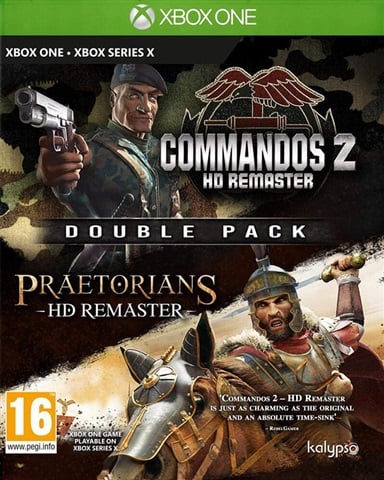 XBOX ONE
XBOX ONE • XBOX SERIES X
COMMANDOS 2
HD REMASTER
DOUBLE PACK
PRAETORIANS
- HD REMASTER -
'COMMANDOS 2 – HD REMASTER
IS JUST AS CHARMING AS THE ORIGINAL
AND AN ABSOLUTE TIME-SINK'
– REBELGAMER
16
www.pegi.info
XBOX ONE GAME
PLAYABLE ON
XBOX SERIES X
kalypso